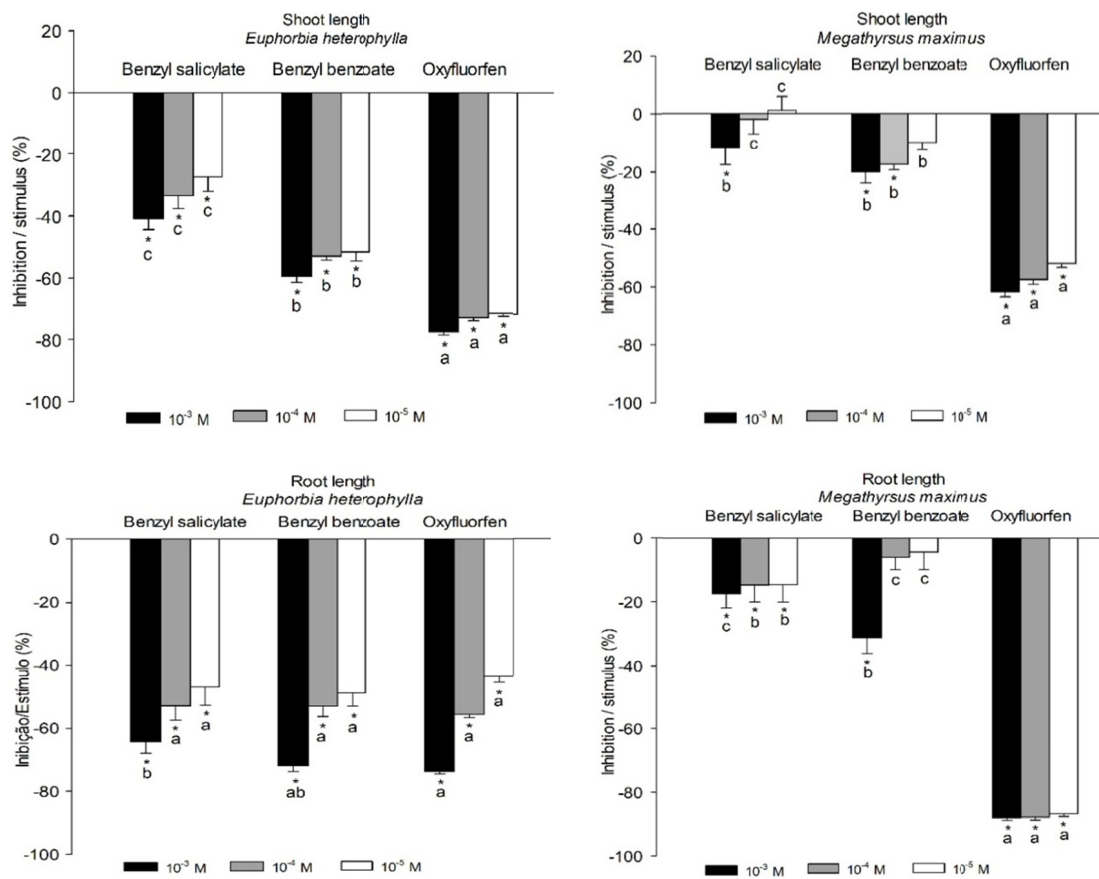 Shoot length
Euphorbia heterophylla
Benzyl salicylate Benzyl benzoate Oxyfluorfen
Inhibition / stimulus (%)
20
0
-20
-40
-60
-80
-100
* c
* c
* c
* b
* b
* b
* a
* a
* a
10⁻³ M 10⁻⁴ M 10⁻⁵ M
Shoot length
Megathyrsus maximus
Benzyl salicylate Benzyl benzoate Oxyfluorfen
Inhibition / stimulus (%)
20
0
-20
-40
-60
-80
-100
* b
c
c
* b
* b
b
* a
* a
* a
10⁻³ M 10⁻⁴ M 10⁻⁵ M
Root length
Euphorbia heterophylla
Benzyl salicylate Benzyl benzoate Oxyfluorfen
Inibição/Estímulo (%)
0
-20
-40
-60
-80
-100
* b
* a
* a
* ab
* a
* a
* a
* a
* a
10⁻³ M 10⁻⁴ M 10⁻⁵ M
Root length
Megathyrsus maximus
Benzyl salicylate Benzyl benzoate Oxyfluorfen
Inhibition / stimulus (%)
0
-20
-40
-60
-80
-100
* c
* b
* b
* b
c
c
* a
* a
* a
10⁻³ M 10⁻⁴ M 10⁻⁵ M